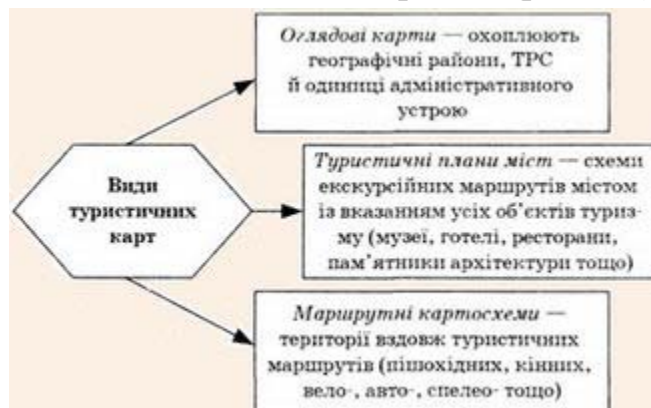 Оглядові карти — охоплюють
географічні райони, ТРС
й одиниці адміністративного
устрою
Види
туристичних
карт
Туристичні плани міст — схеми
екскурсійних маршрутів містом
із вказанням усіх об’єктів туриз-
му (музеї, готелі, ресторани,
пам’ятники архітектури тощо)
Маршрутні картосхеми —
території вздовж туристичних
маршрутів (пішохідних, кінних,
вело-, авто-, спелео- тощо)